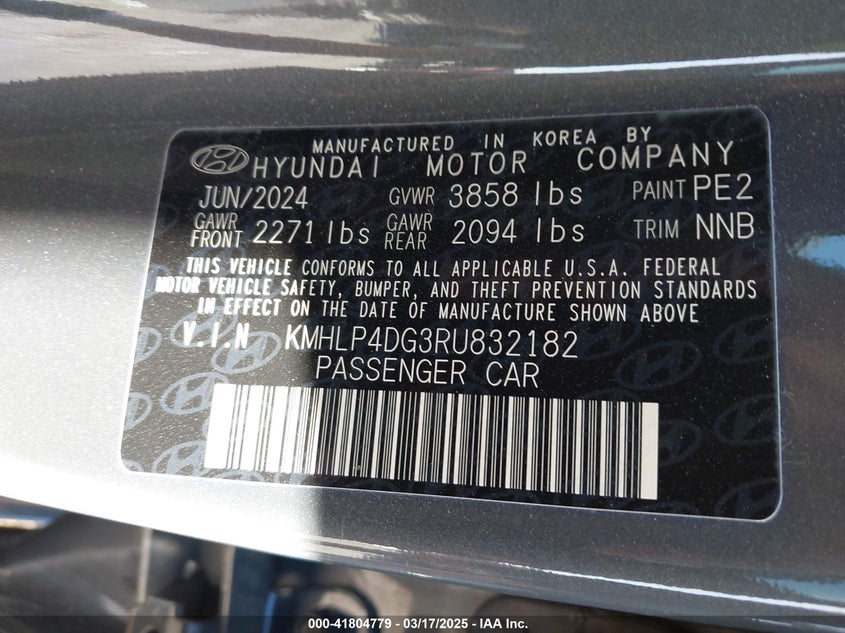 MANUFACTURED IN KOREA BY
HYUNDAI MOTOR COMPANY
JUN/2024 GVWR 3858 lbs PAINT PE2
GAWR FRONT 2271 lbs GAWR REAR 2094 lbs TRIM NNB
THIS VEHICLE CONFORMS TO ALL APPLICABLE U.S.A. FEDERAL
MOTOR VEHICLE SAFETY, BUMPER, AND THEFT PREVENTION STANDARDS
IN EFFECT ON THE DATE OF MANUFACTURE SHOWN ABOVE
V.I.N KMHLP4DG3RU832182
PASSENGER CAR
000-41804779 — 03/17/2025 — IAA Inc.